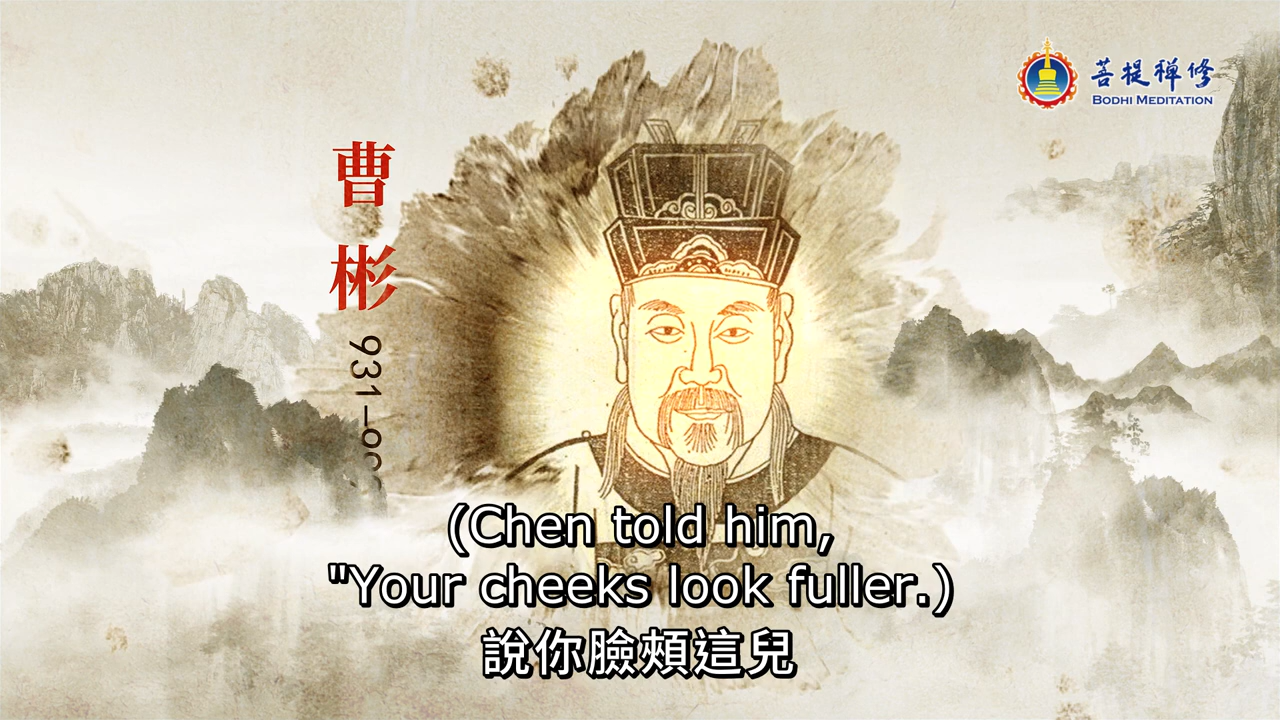 菩提禪修
BODHI MEDITATION
曹彬
931–99
(Chen told him,
"Your cheeks look fuller.)
說你臉頰這兒